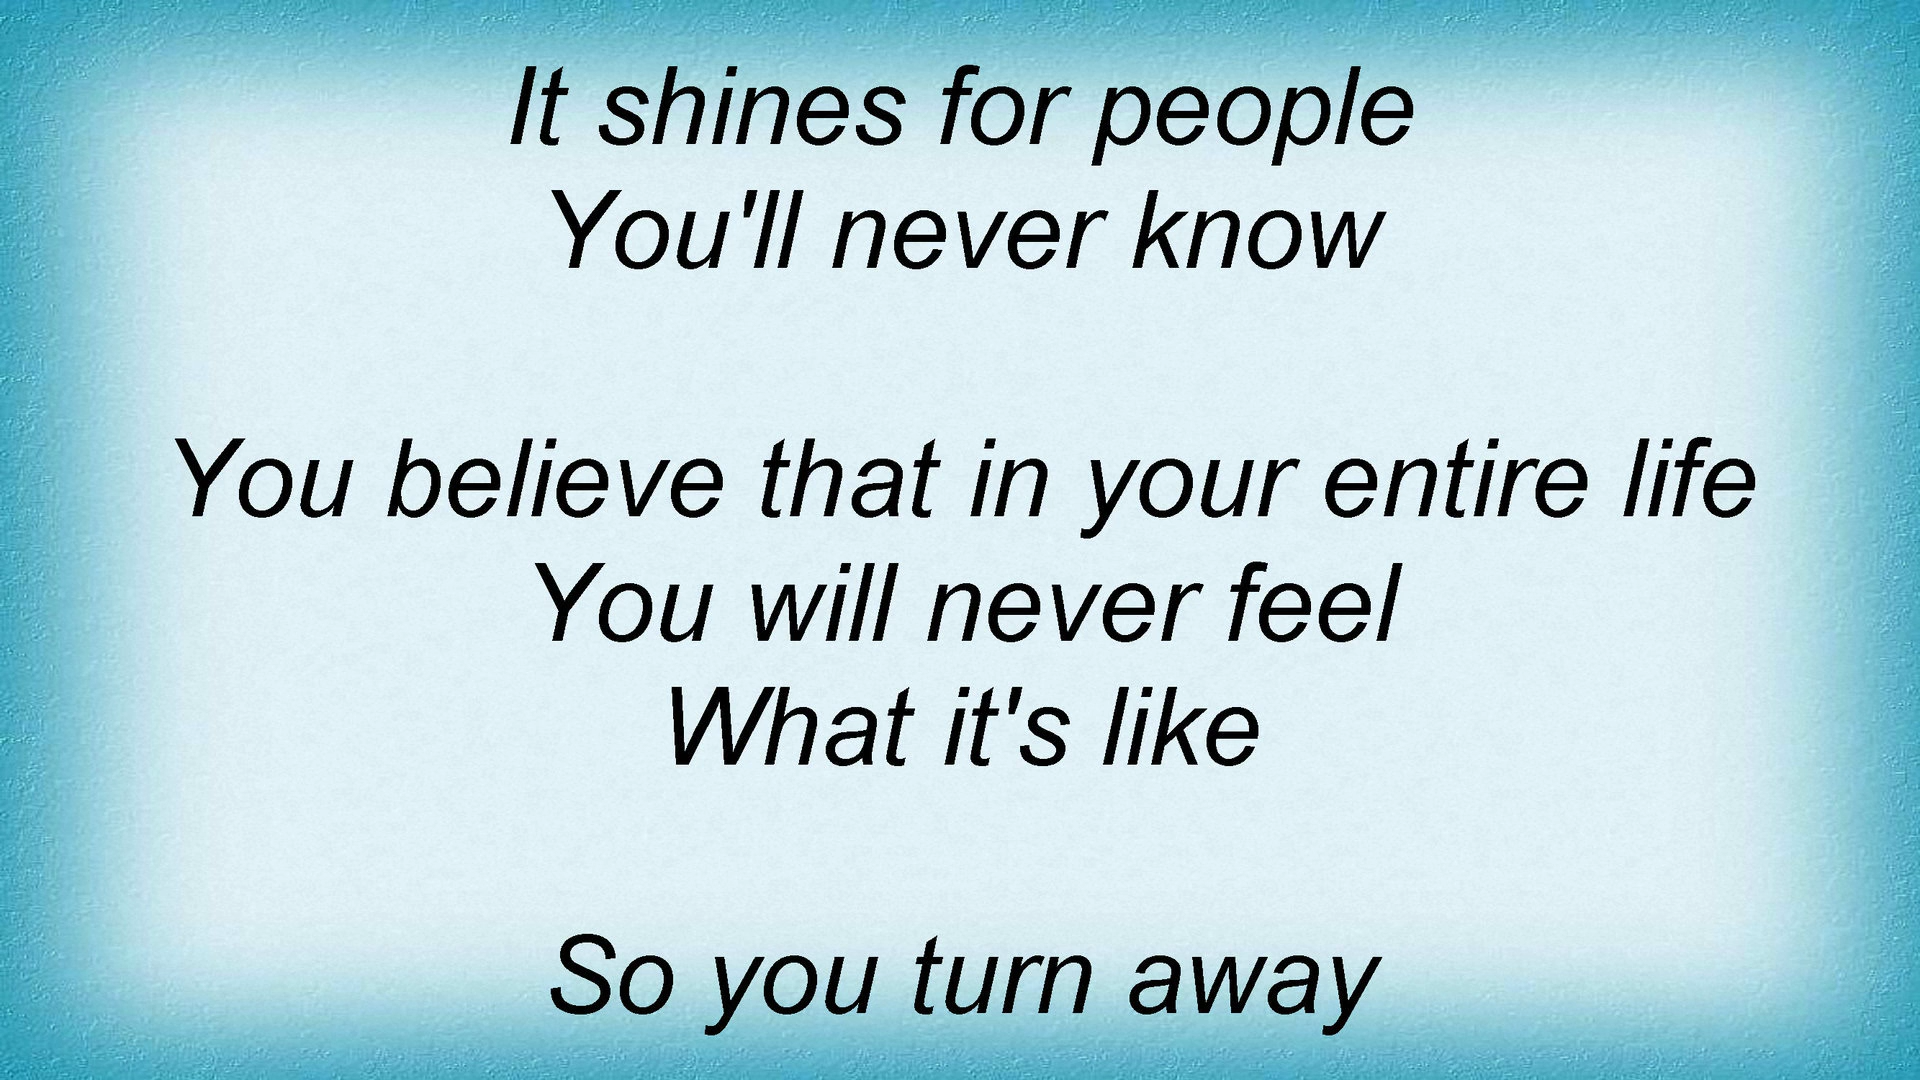 It shines for people
You'll never know
You believe that in your entire life
You will never feel
What it's like
So you turn away